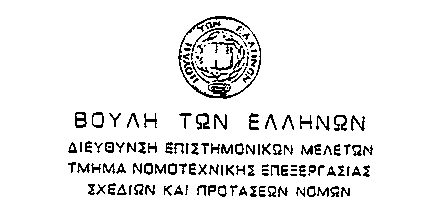 ΒΟΥΛΗ ΤΩΝ ΕΛΛΗΝΩΝ
ΒΟΥΛΗ ΤΩΝ ΕΛΛΗΝΩΝ
ΔΙΕΥΘΥΝΣΗ ΕΠΙΣΤΗΜΟΝΙΚΩΝ ΜΕΛΕΤΩΝ
ΤΜΗΜΑ ΝΟΜΟΤΕΧΝΙΚΗΣ ΕΠΕΞΕΡΓΑΣΙΑΣ
ΣΧΕΔΙΩΝ ΚΑΙ ΠΡΟΤΑΣΕΩΝ ΝΟΜΩΝ